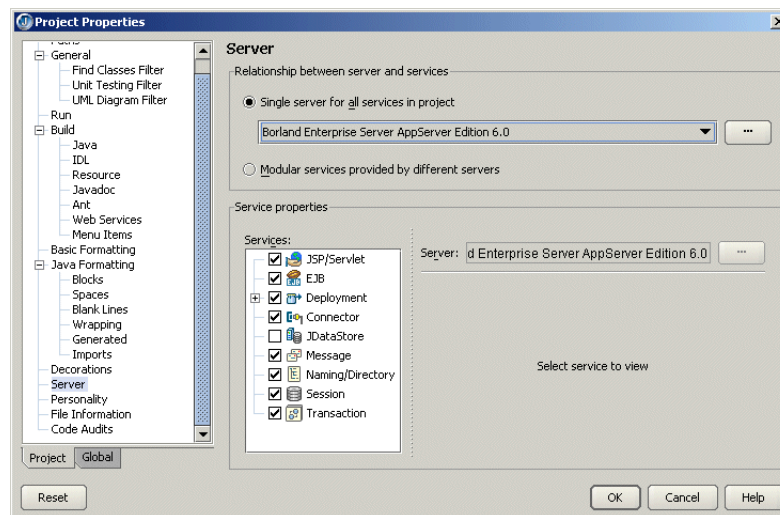 Project Properties
Paths
General
Find Classes Filter
Unit Testing Filter
UML Diagram Filter
Run
Build
Java
IDL
Resource
Javadoc
Ant
Web Services
Menu Items
Basic Formatting
Java Formatting
Blocks
Spaces
Blank Lines
Wrapping
Generated
Imports
Decorations
Server
Personality
File Information
Code Audits
Project
Global
Server
Relationship between server and services
Single server for all services in project
Borland Enterprise Server AppServer Edition 6.0
...
Modular services provided by different servers
Service properties
Services:
JSP/Servlet
EJB
Deployment
Connector
JDataStore
Message
Naming/Directory
Session
Transaction
Server: d Enterprise Server AppServer Edition 6.0 ...
Select service to view
Reset
OK
Cancel
Help